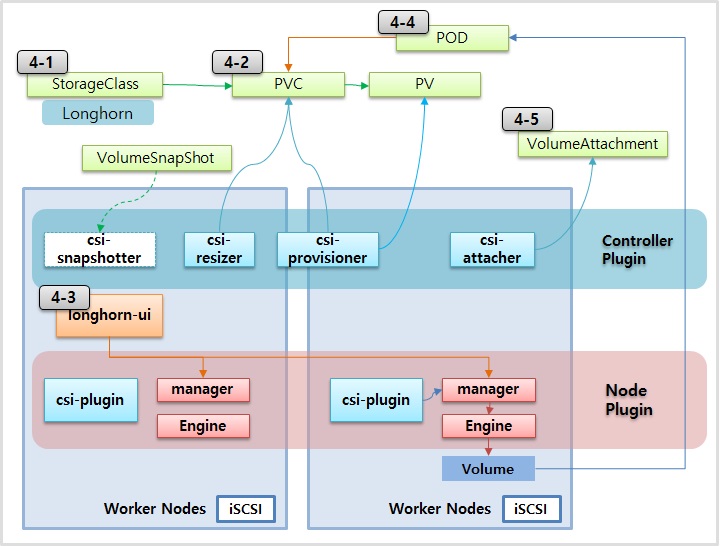 4-4
POD
4-1
4-2
StorageClass
PVC
PV
Longhorn
4-5
VolumeAttachment
VolumeSnapShot
csi-
snapshotter
csi-
resizer
csi-
provisioner
csi-
attacher
Controller
Plugin
4-3
longhorn-ui
csi-plugin
manager
Engine
csi-plugin
manager
Engine
Node
Plugin
Volume
Worker Nodes
iSCSI
Worker Nodes
iSCSI